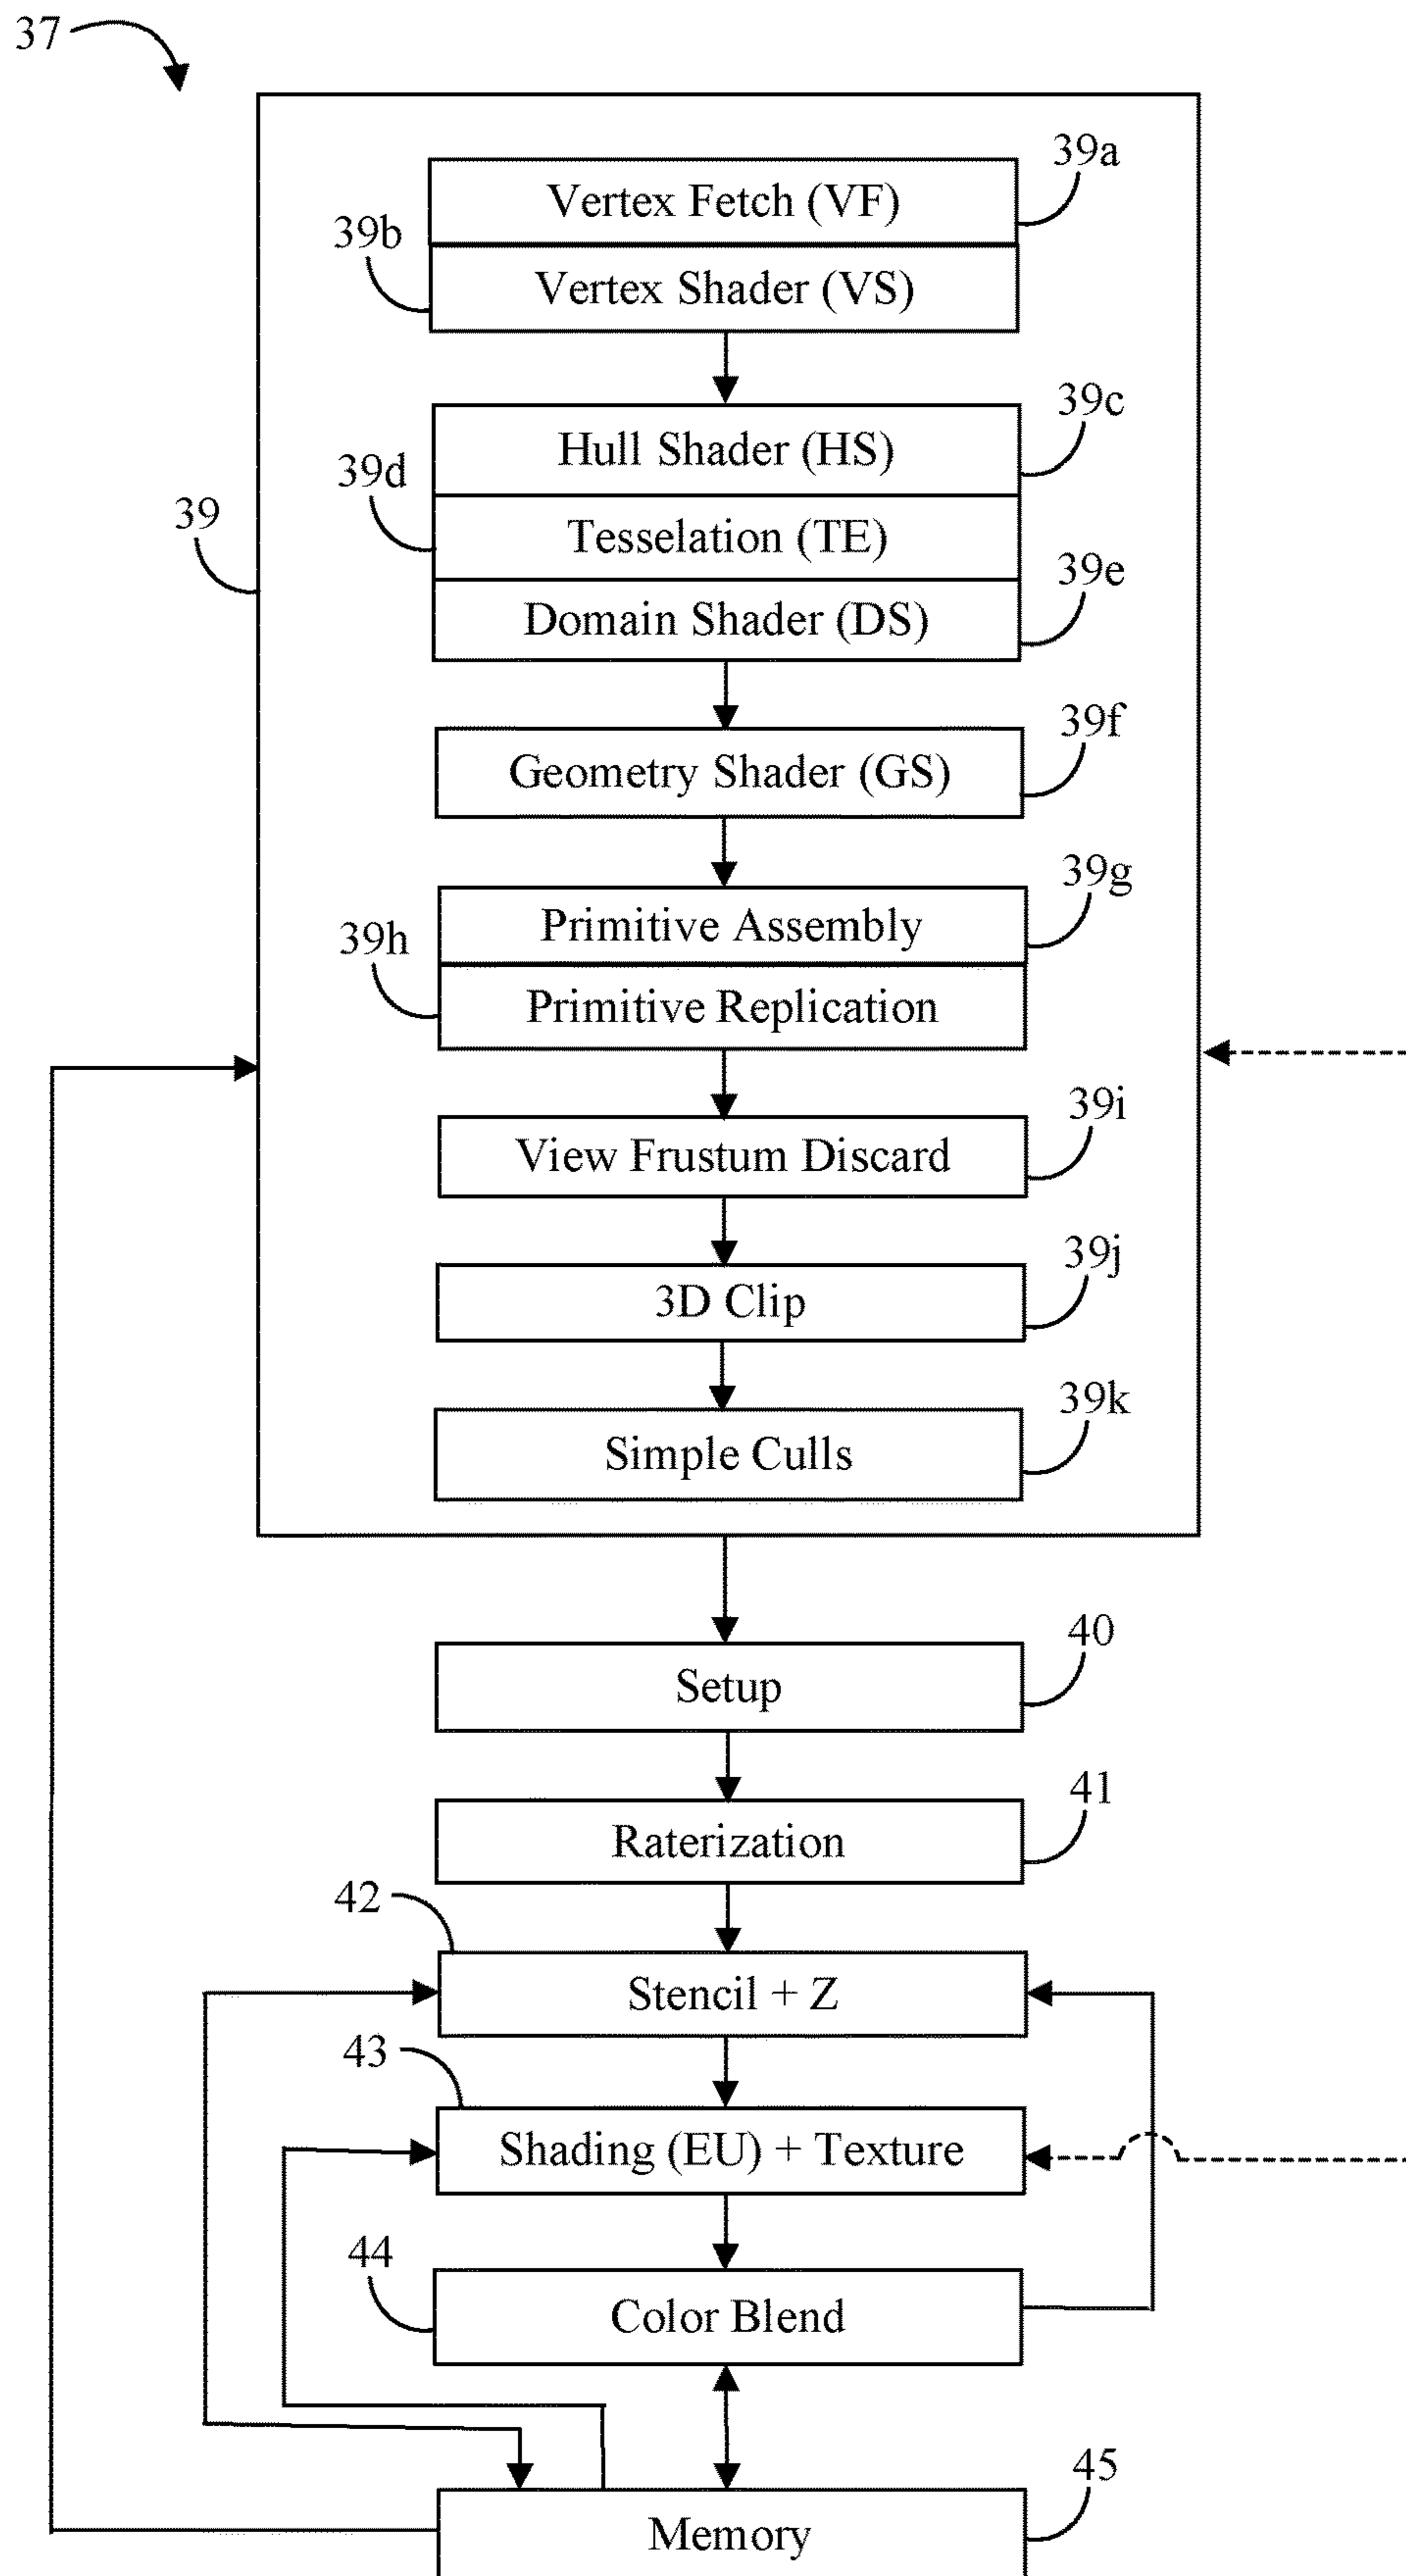 37
39a
Vertex Fetch (VF)
39b
Vertex Shader (VS)
39c
Hull Shader (HS)
39d
Tesselation (TE)
39
39e
Domain Shader (DS)
39f
Geometry Shader (GS)
39g
Primitive Assembly
39h
Primitive Replication
39i
View Frustum Discard
39j
3D Clip
39k
Simple Culls
40
Setup
41
Raterization
42
Stencil + Z
43
Shading (EU) + Texture
44
Color Blend
45
Memory